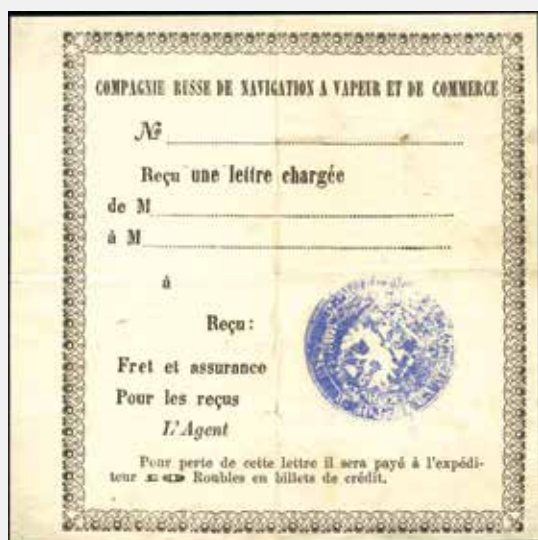 COMPAGNIE RUSSE DE NAVIGATION A VAPEUR ET DE COMMERCE
№
Reçu une lettre chargée
de M
à M
à
Reçu:
Fret et assurance
Pour les reçus
L'Agent
Pour perte de cette lettre il sera payé à l'expédi-
teur Roubles en billets de crédit.